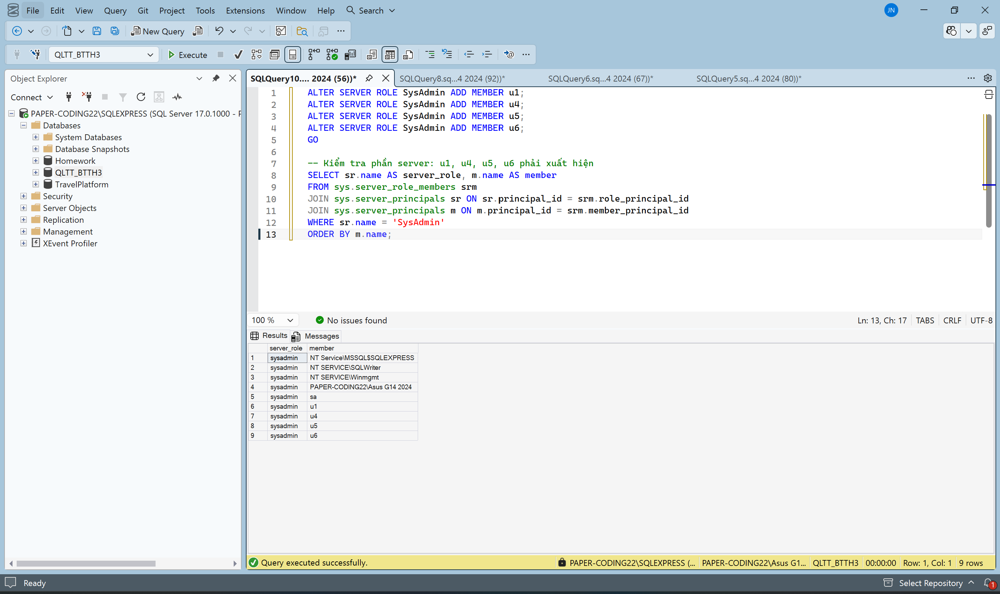 File Edit View Query Git Project Tools Extensions Window Help Search JN
New Query
QLTT_BTTH3 Execute
Object Explorer
Connect
PAPER-CODING22\SQLEXPRESS (SQL Server 17.0.1000 - P
Databases
System Databases
Database Snapshots
Homework
QLTT_BTTH3
TravelPlatform
Security
Server Objects
Replication
Management
XEvent Profiler
SQLQuery10.... 2024 (56))* SQLQuery8.sq...4 2024 (92))* SQLQuery6.sq...4 2024 (67))* SQLQuery5.sq...4 2024 (80))*
1 ALTER SERVER ROLE SysAdmin ADD MEMBER u1;
2 ALTER SERVER ROLE SysAdmin ADD MEMBER u4;
3 ALTER SERVER ROLE SysAdmin ADD MEMBER u5;
4 ALTER SERVER ROLE SysAdmin ADD MEMBER u6;
5 GO
6
7 -- Kiểm tra phần server: u1, u4, u5, u6 phải xuất hiện
8 SELECT sr.name AS server_role, m.name AS member
9 FROM sys.server_role_members srm
10 JOIN sys.server_principals sr ON sr.principal_id = srm.role_principal_id
11 JOIN sys.server_principals m ON m.principal_id = srm.member_principal_id
12 WHERE sr.name = 'SysAdmin'
13 ORDER BY m.name;
100 % No issues found Ln: 13, Ch: 17 TABS CRLF UTF-8
Results Messages
server_role member
1 sysadmin NT Service\MSSQL$SQLEXPRESS
2 sysadmin NT SERVICE\SQLWriter
3 sysadmin NT SERVICE\Winmgmt
4 sysadmin PAPER-CODING22\Asus G14 2024
5 sysadmin sa
6 sysadmin u1
7 sysadmin u4
8 sysadmin u5
9 sysadmin u6
Query executed successfully. PAPER-CODING22\SQLEXPRESS (... PAPER-CODING22\Asus G1... QLTT_BTTH3 00:00:00 Row: 1, Col: 1 9 rows
Ready Select Repository 1